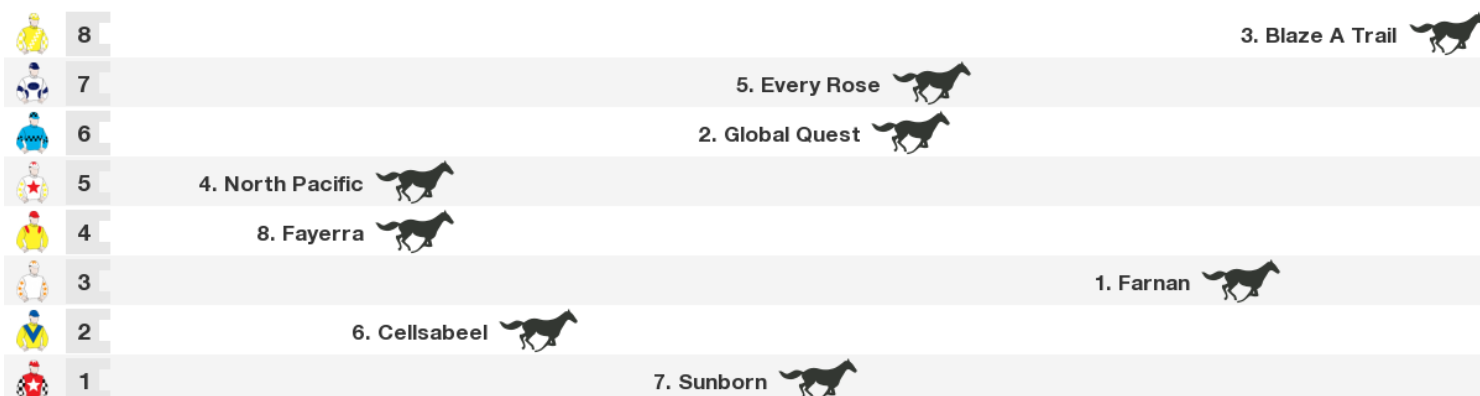 8 3. Blaze A Trail
7 5. Every Rose
6 2. Global Quest
5 4. North Pacific
4 8. Fayerra
3 1. Farnan
2 6. Cellsabeel
1 7. Sunborn